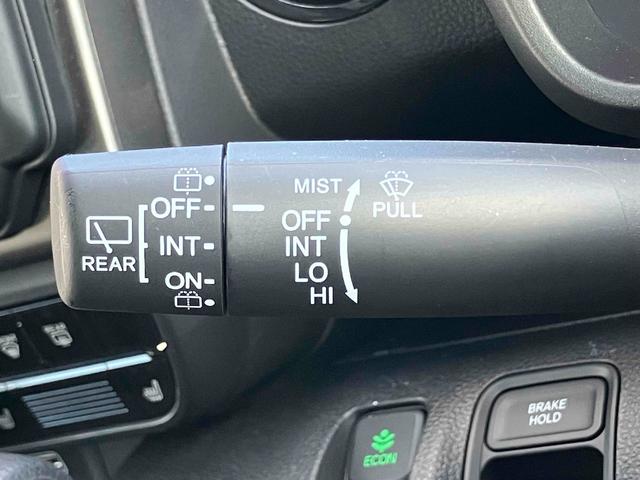 REAR
OFF
INT
ON
MIST
OFF
INT
LO
HI
PULL
ECON
BRAKE
HOLD